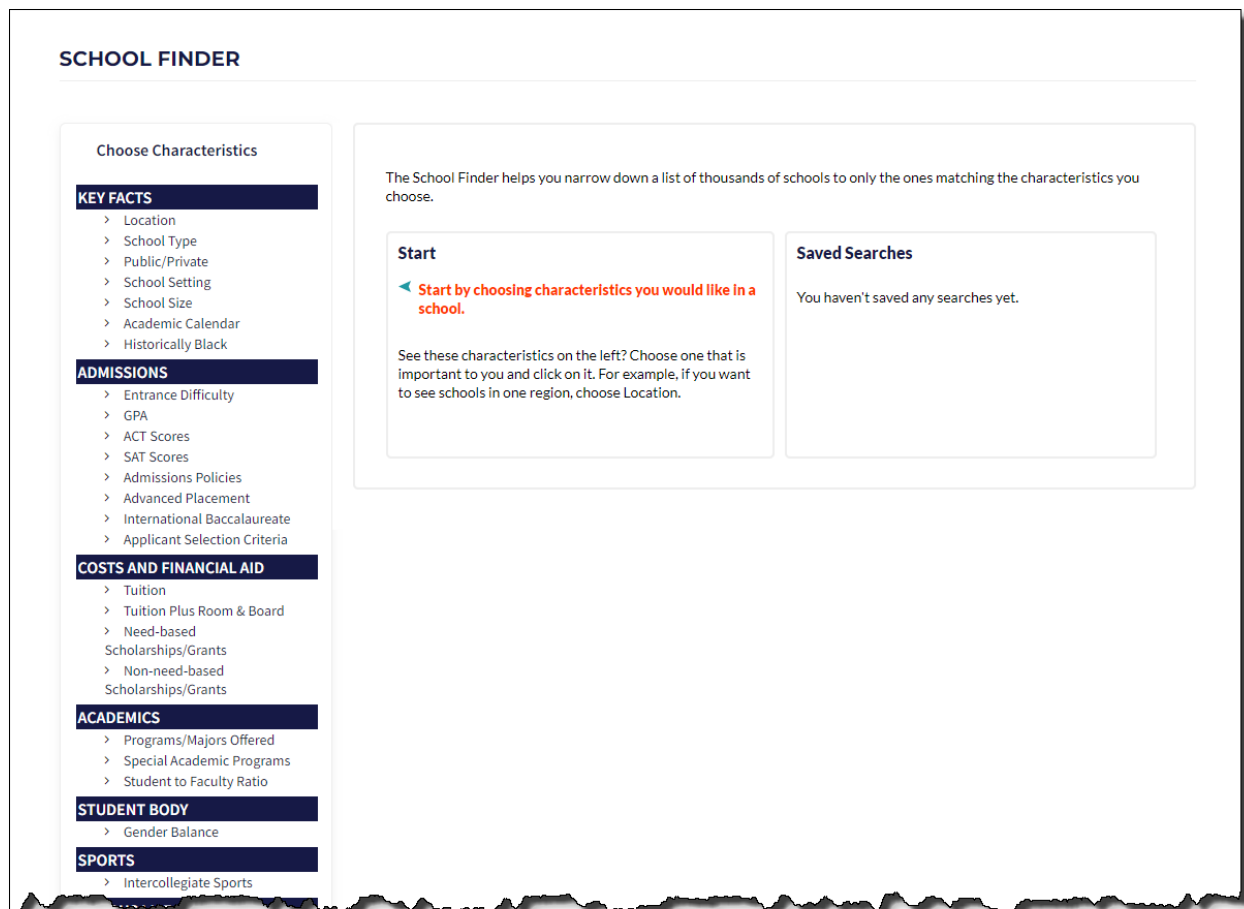 SCHOOL FINDER
Choose Characteristics
KEY FACTS
Location
School Type
Public/Private
School Setting
School Size
Academic Calendar
Historically Black
ADMISSIONS
Entrance Difficulty
GPA
ACT Scores
SAT Scores
Admissions Policies
Advanced Placement
International Baccalaureate
Applicant Selection Criteria
COSTS AND FINANCIAL AID
Tuition
Tuition Plus Room & Board
Need-based
Scholarships/Grants
Non-need-based
Scholarships/Grants
ACADEMICS
Programs/Majors Offered
Special Academic Programs
Student to Faculty Ratio
STUDENT BODY
Gender Balance
SPORTS
Intercollegiate Sports
The School Finder helps you narrow down a list of thousands of schools to only the ones matching the characteristics you
choose.
Start
Start by choosing characteristics you would like in a
school.
See these characteristics on the left? Choose one that is
important to you and click on it. For example, if you want
to see schools in one region, choose Location.
Saved Searches
You haven't saved any searches yet.